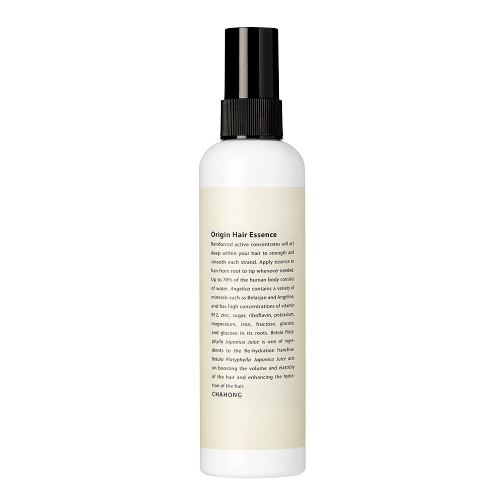 Origin Hair Essence
Reinforced active concentrates will act
deep within your hair to strength and
smooth each strand. Apply essence to
hair from root to tip whenever needed.
Up to 70% of the human body consists
of water. Angelica contains a variety of
minerals such as Belarjan and Angeline,
and has high concentrations of vitamin
B12, zinc, sugar, riboflavin, potassium,
magnesium, iron, fructose, glucose,
and glucose in its roots. Betula Platy-
phylla Japonica Juice is one of ingre-
dients to the Re-hydration franchise.
Betula Platyphylla Japonica Juice acts
on boosting the volume and elasticity
of the hair and enhancing the hydra-
tion of the hair.
CHAHONG